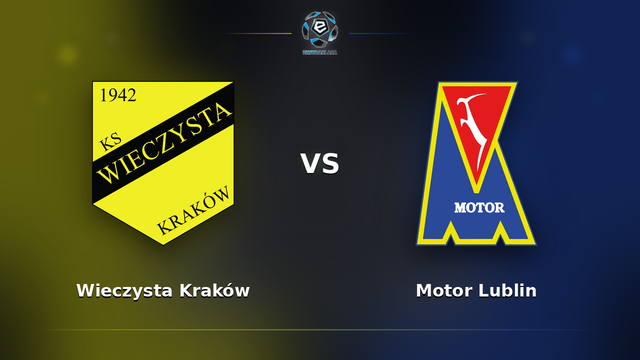 1942
KS
WIECZYSTA
KRAKÓW
VS
MOTOR
Wieczysta Kraków
Motor Lublin